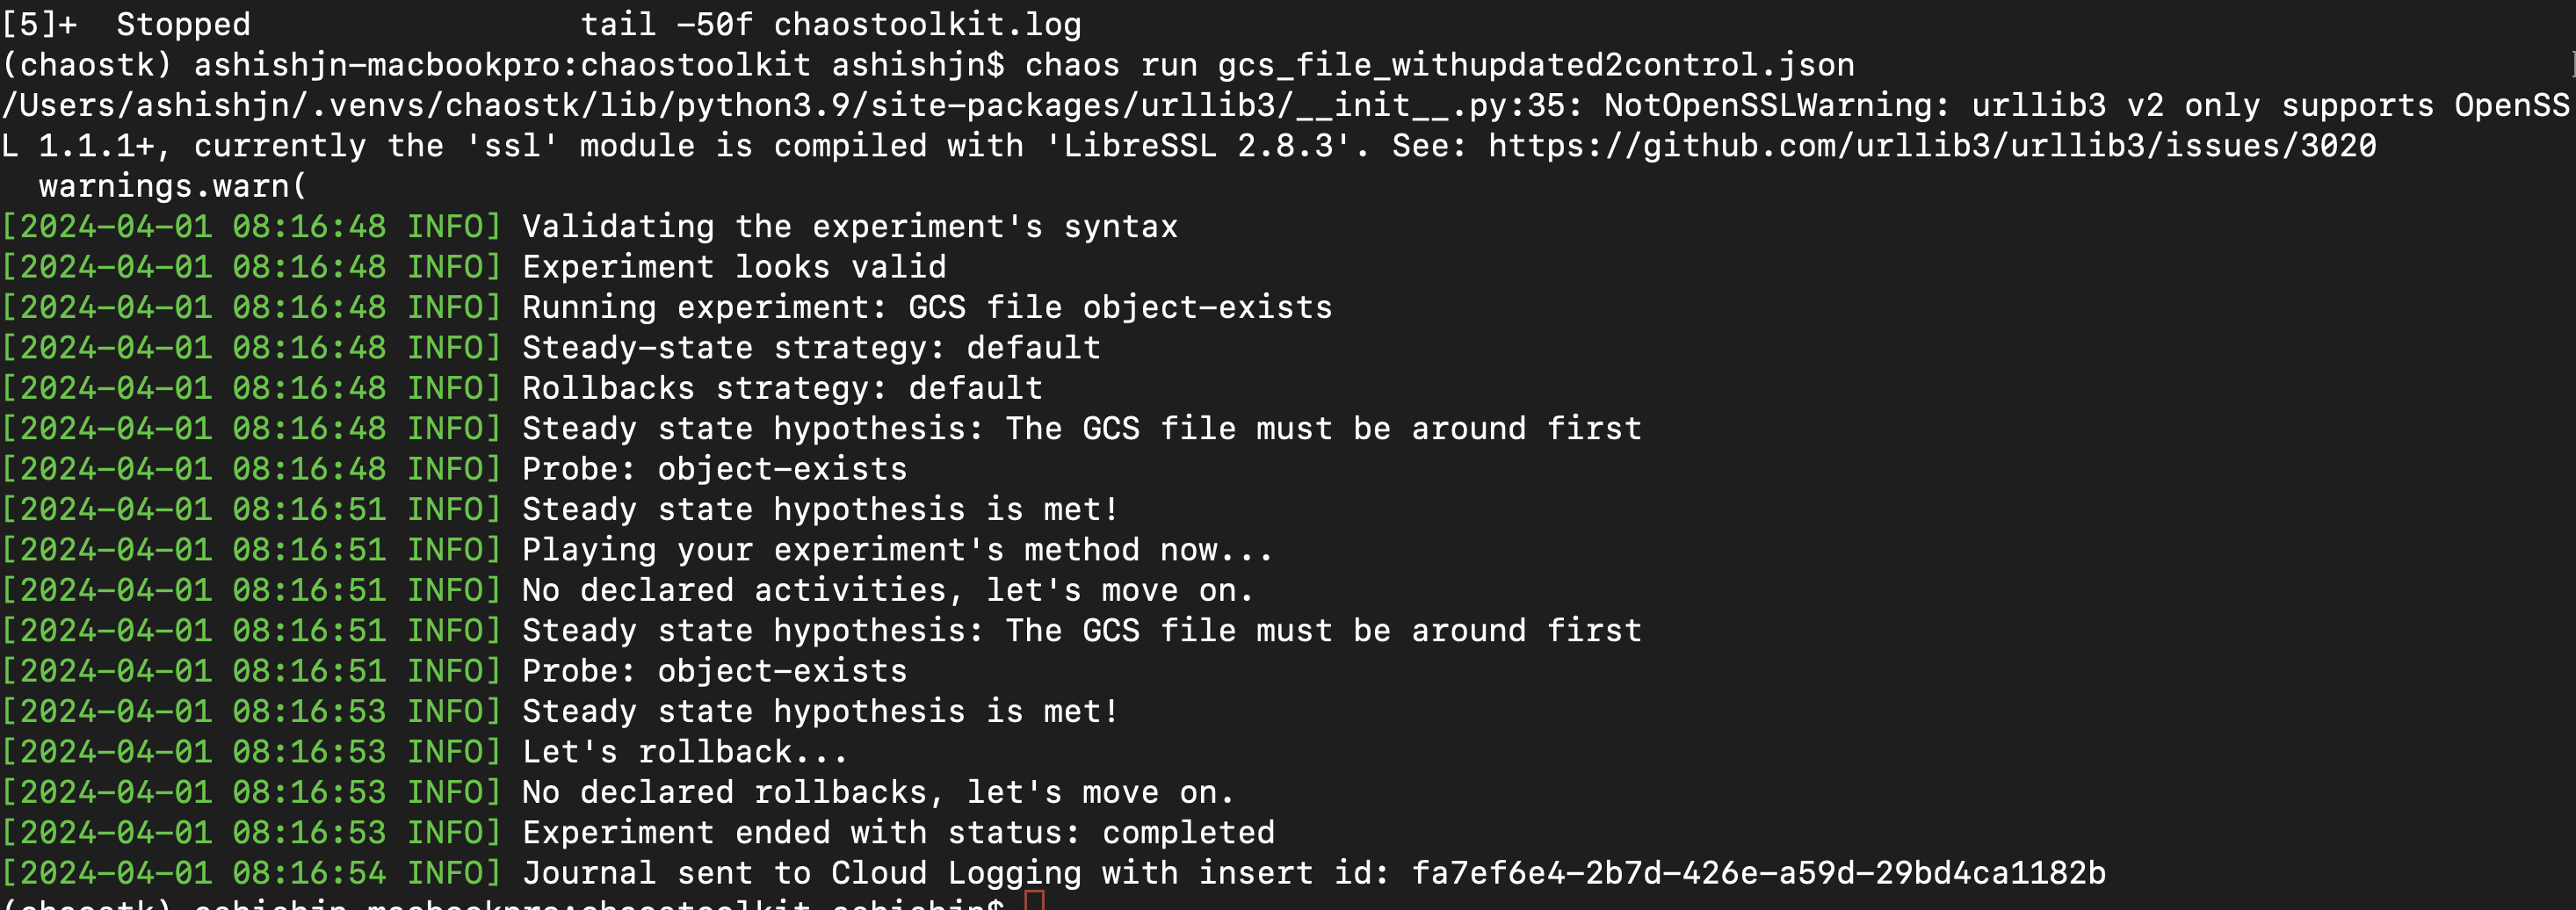 [5]+  Stopped                 tail -50f chaostoolkit.log
(chaostk) ashishjn-macbookpro:chaostoolkit ashishjn$ chaos run gcs_file_withupdated2control.json
/Users/ashishjn/.venvs/chaostk/lib/python3.9/site-packages/urllib3/__init__.py:35: NotOpenSSLWarning: urllib3 v2 only supports OpenSS
L 1.1.1+, currently the 'ssl' module is compiled with 'LibreSSL 2.8.3'. See: https://github.com/urllib3/urllib3/issues/3020
  warnings.warn(
[2024-04-01 08:16:48 INFO] Validating the experiment's syntax
[2024-04-01 08:16:48 INFO] Experiment looks valid
[2024-04-01 08:16:48 INFO] Running experiment: GCS file object-exists
[2024-04-01 08:16:48 INFO] Steady-state strategy: default
[2024-04-01 08:16:48 INFO] Rollbacks strategy: default
[2024-04-01 08:16:48 INFO] Steady state hypothesis: The GCS file must be around first
[2024-04-01 08:16:48 INFO] Probe: object-exists
[2024-04-01 08:16:51 INFO] Steady state hypothesis is met!
[2024-04-01 08:16:51 INFO] Playing your experiment's method now...
[2024-04-01 08:16:51 INFO] No declared activities, let's move on.
[2024-04-01 08:16:51 INFO] Steady state hypothesis: The GCS file must be around first
[2024-04-01 08:16:51 INFO] Probe: object-exists
[2024-04-01 08:16:53 INFO] Steady state hypothesis is met!
[2024-04-01 08:16:53 INFO] Let's rollback...
[2024-04-01 08:16:53 INFO] No declared rollbacks, let's move on.
[2024-04-01 08:16:53 INFO] Experiment ended with status: completed
[2024-04-01 08:16:54 INFO] Journal sent to Cloud Logging with insert id: fa7ef6e4-2b7d-426e-a59d-29bd4ca1182b
(chaostk) ashishjn-macbookpro:chaostoolkit ashishjn$